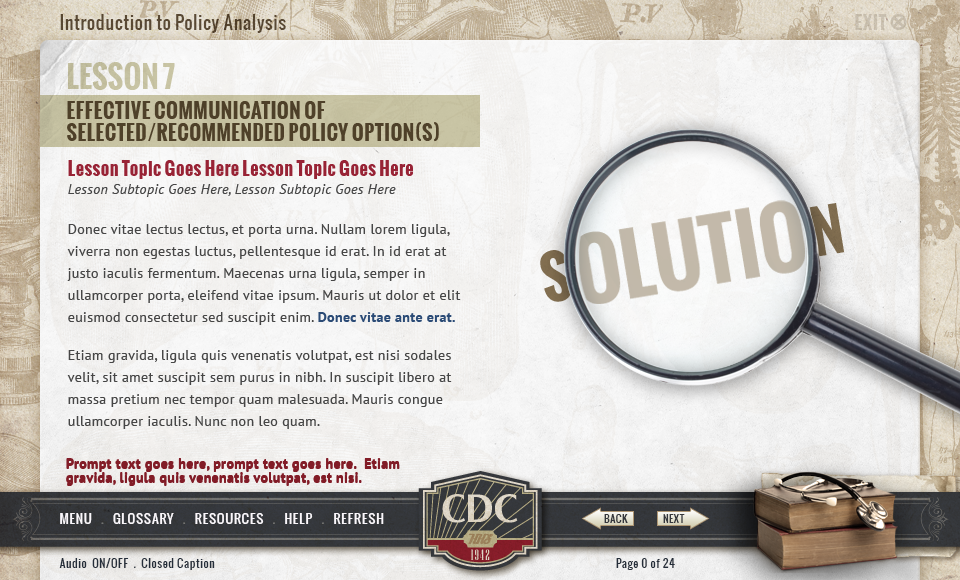 Introduction to Policy Analysis
P.V
P.V
EXIT
LESSON 7
EFFECTIVE COMMUNICATION OF
SELECTED/RECOMMENDED POLICY OPTION(S)
Lesson Topic Goes Here Lesson Topic Goes Here
Lesson Subtopic Goes Here, Lesson Subtopic Goes Here
Donec vitae lectus lectus, et porta urna. Nullam lorem ligula,
viverra non egestas luctus, pellentesque id erat. In id erat at
justo iaculis fermentum. Maecenas urna ligula, semper in
ullamcorper porta, eleifend vitae ipsum. Mauris ut dolor et elit
euismod consectetur sed suscipit enim. Donec vitae ante erat.
Etiam gravida, ligula quis venenatis volutpat, est nisi sodales
velit, sit amet suscipit sem purus in nibh. In suscipit libero at
massa pretium nec tempor quam malesuada. Mauris congue
ullamcorper iaculis. Nunc non leo quam.
Prompt text goes here, prompt text goes here. Etiam
gravida, ligula quis venenatis volutpat, est nisi.
SOLUTION
MENU . GLOSSARY . RESOURCES . HELP . REFRESH
CDC
1942
BACK
NEXT
Audio ON/OFF . Closed Caption
Page 0 of 24